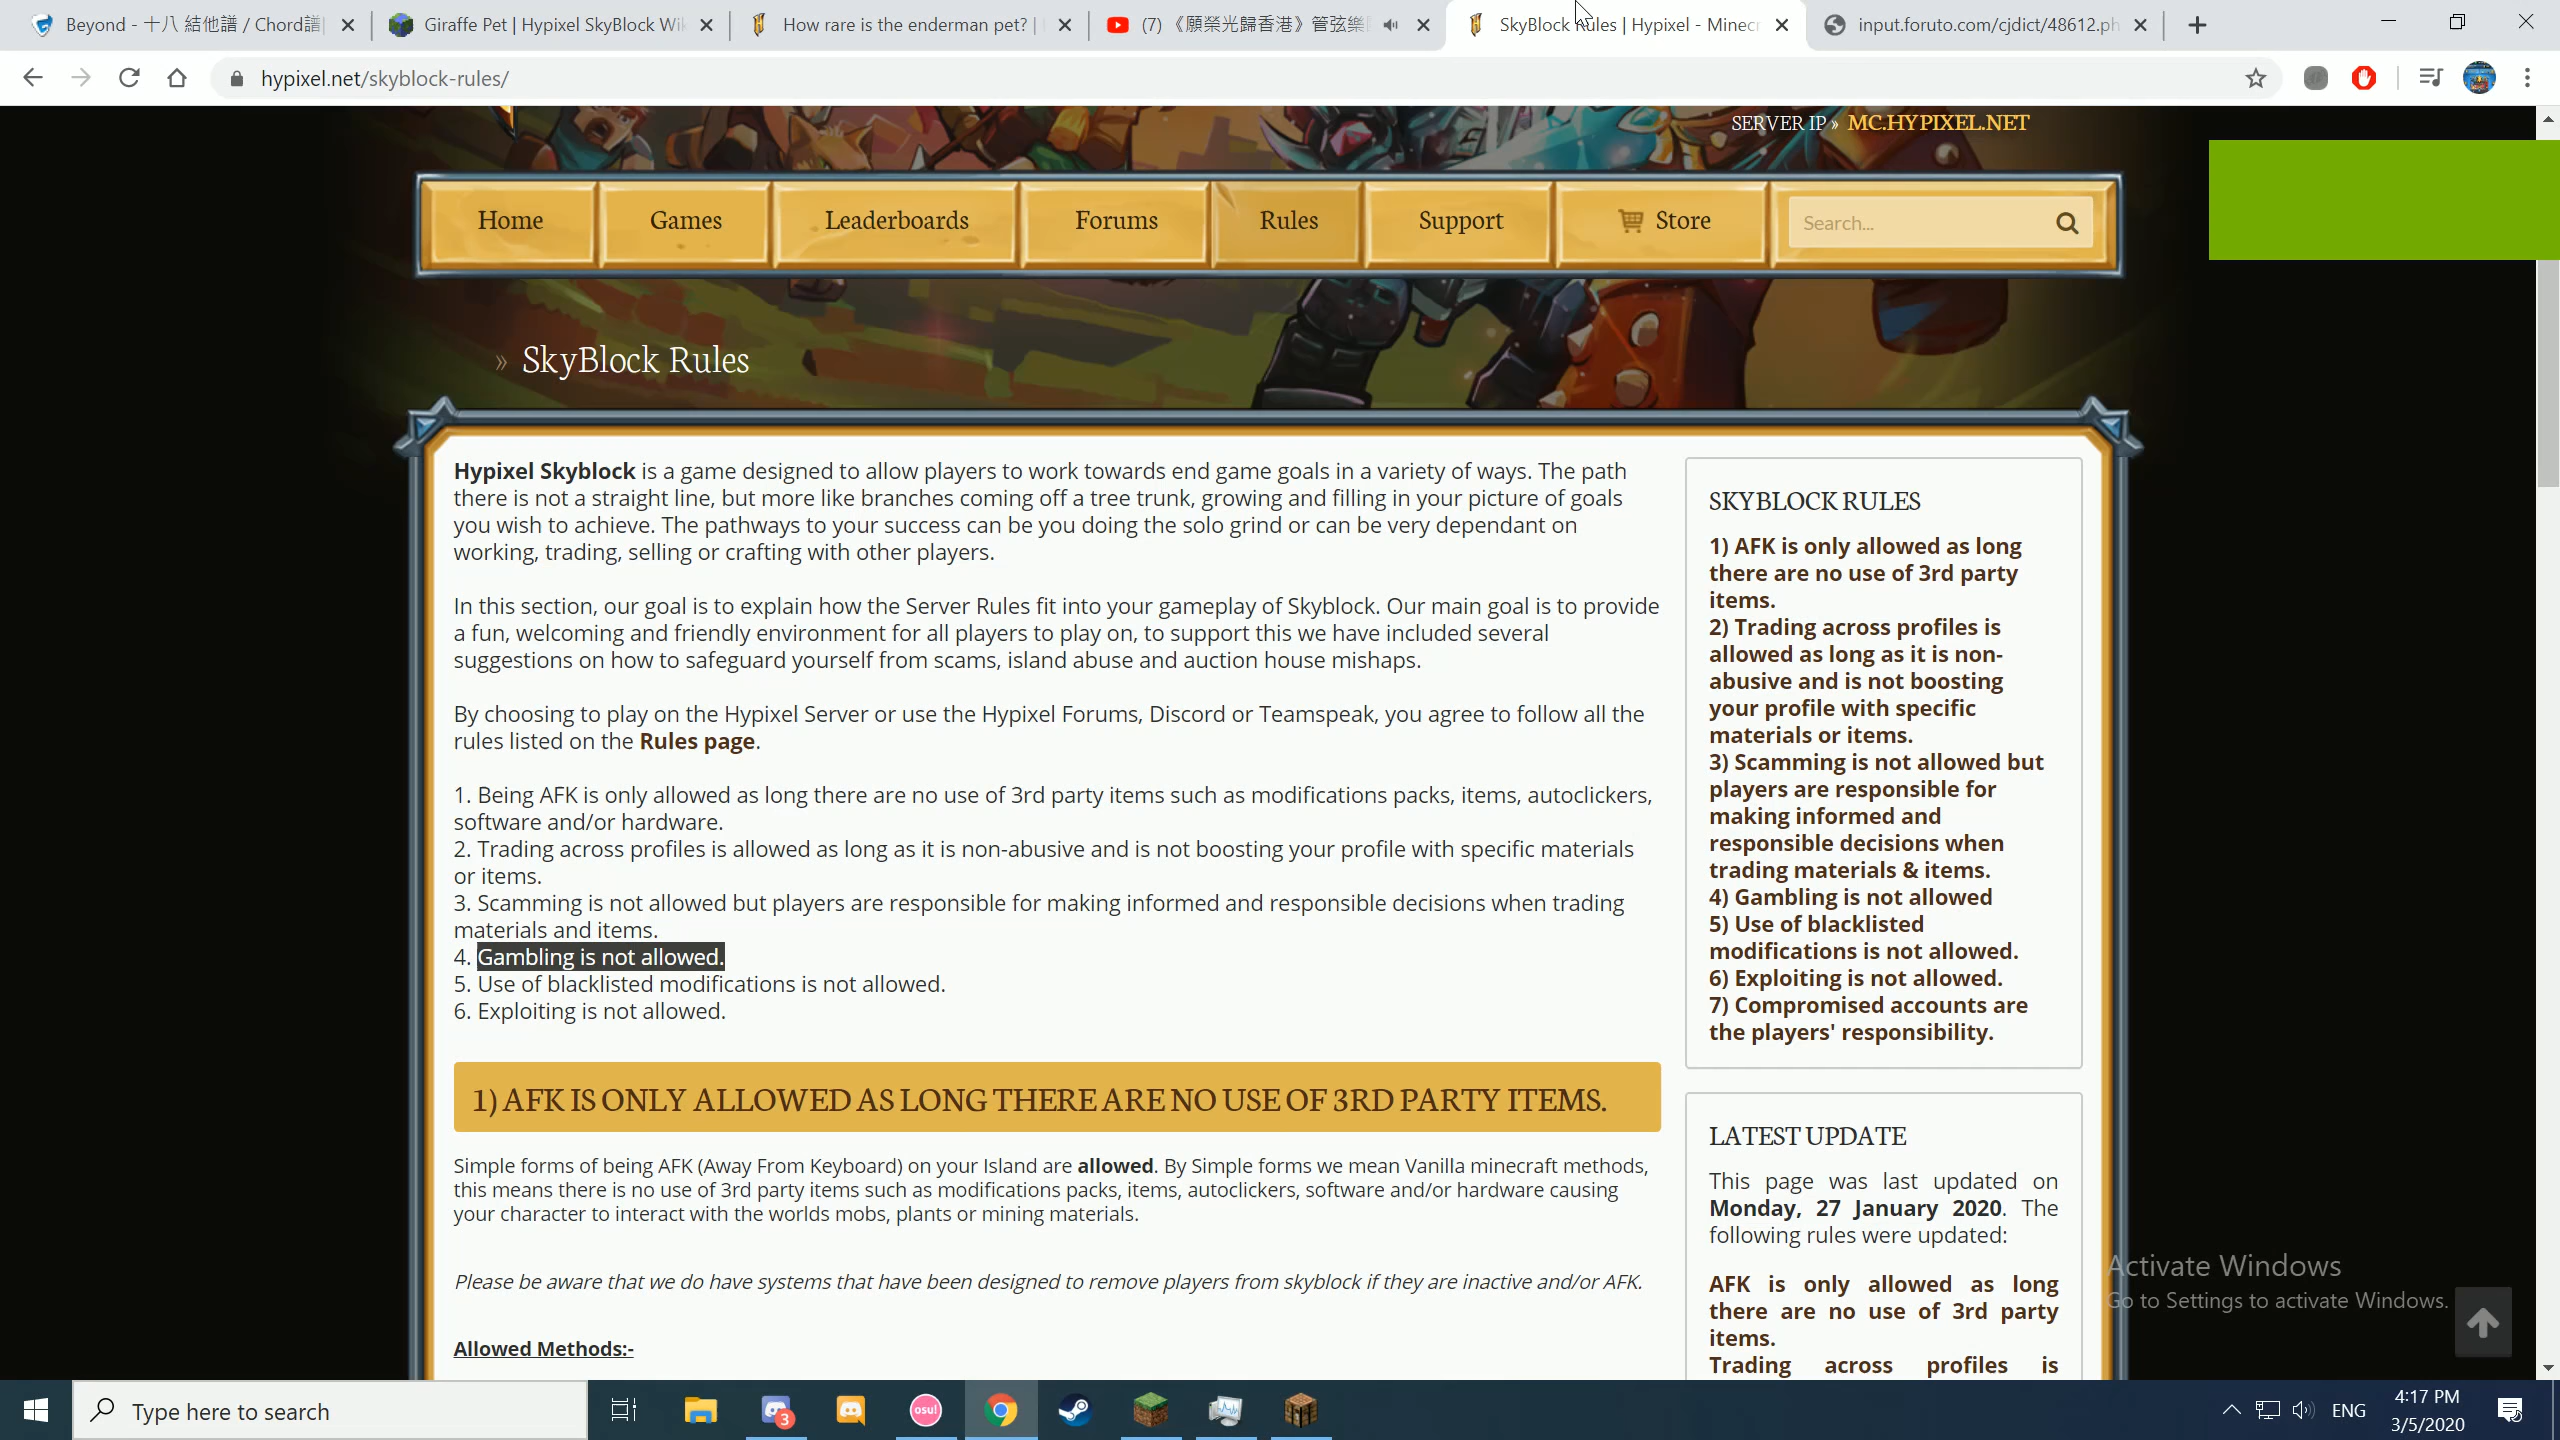 Beyond - 十八 結他譜 / Chord譜
Giraffe Pet | Hypixel SkyBlock Wik
How rare is the enderman pet? |
(7) 《願榮光歸香港》管弦樂
SkyBlock Rules | Hypixel - Minec
input.foruto.com/cjdict/48612.ph
hypixel.net/skyblock-rules/
SERVER IP » MC.HYPIXEL.NET
Home
Games
Leaderboards
Forums
Rules
Support
Store
Search...
» SkyBlock Rules
Hypixel Skyblock is a game designed to allow players to work towards end game goals in a variety of ways. The path
there is not a straight line, but more like branches coming off a tree trunk, growing and filling in your picture of goals
you wish to achieve. The pathways to your success can be you doing the solo grind or can be very dependant on
working, trading, selling or crafting with other players.
In this section, our goal is to explain how the Server Rules fit into your gameplay of Skyblock. Our main goal is to provide
a fun, welcoming and friendly environment for all players to play on, to support this we have included several
suggestions on how to safeguard yourself from scams, island abuse and auction house mishaps.
By choosing to play on the Hypixel Server or use the Hypixel Forums, Discord or Teamspeak, you agree to follow all the
rules listed on the Rules page.
1. Being AFK is only allowed as long there are no use of 3rd party items such as modifications packs, items, autoclickers,
software and/or hardware.
2. Trading across profiles is allowed as long as it is non-abusive and is not boosting your profile with specific materials
or items.
3. Scamming is not allowed but players are responsible for making informed and responsible decisions when trading
materials and items.
4. Gambling is not allowed.
5. Use of blacklisted modifications is not allowed.
6. Exploiting is not allowed.
1) AFK IS ONLY ALLOWED AS LONG THERE ARE NO USE OF 3RD PARTY ITEMS.
Simple forms of being AFK (Away From Keyboard) on your Island are allowed. By Simple forms we mean Vanilla minecraft methods,
this means there is no use of 3rd party items such as modifications packs, items, autoclickers, software and/or hardware causing
your character to interact with the worlds mobs, plants or mining materials.
Please be aware that we do have systems that have been designed to remove players from skyblock if they are inactive and/or AFK.
Allowed Methods:-
SKYBLOCK RULES
1) AFK is only allowed as long
there are no use of 3rd party
items.
2) Trading across profiles is
allowed as long as it is non-
abusive and is not boosting
your profile with specific
materials or items.
3) Scamming is not allowed but
players are responsible for
making informed and
responsible decisions when
trading materials & items.
4) Gambling is not allowed
5) Use of blacklisted
modifications is not allowed.
6) Exploiting is not allowed.
7) Compromised accounts are
the players' responsibility.
LATEST UPDATE
This page was last updated on
Monday, 27 January 2020. The
following rules were updated:
AFK is only allowed as long
there are no use of 3rd party
items.
Trading across profiles is
Activate Windows
Go to Settings to activate Windows.
Type here to search
3
osu!
ENG
4:17 PM
3/5/2020